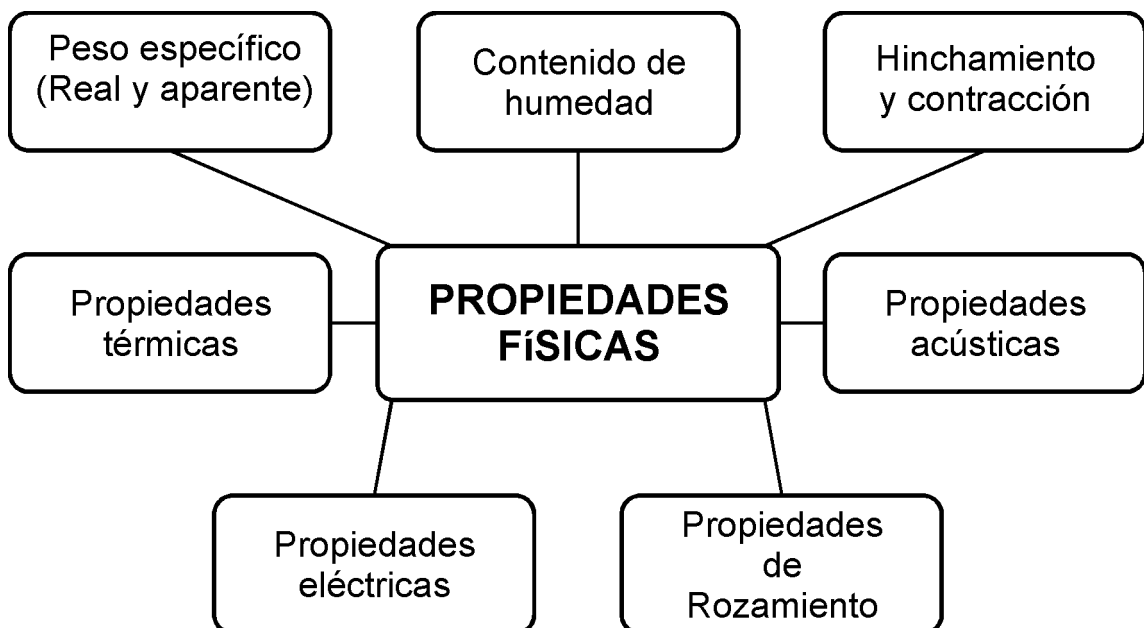 Peso específico
(Real y aparente)
Contenido de
humedad
Hinchamiento
y contracción
Propiedades
térmicas
PROPIEDADES
FíSICAS
Propiedades
acústicas
Propiedades
eléctricas
Propiedades
de
Rozamiento